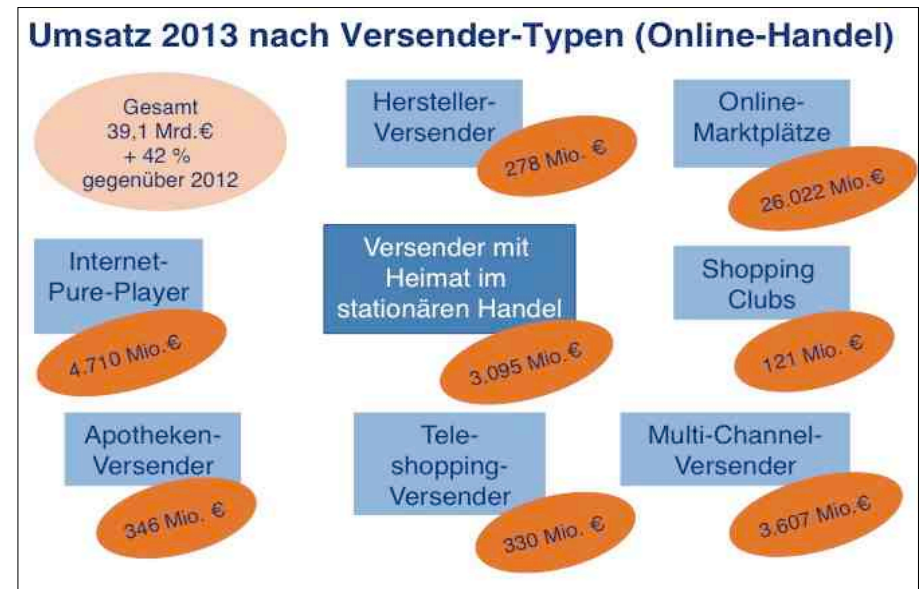 Umsatz 2013 nach Versender-Typen (Online-Handel)
Gesamt
39,1 Mrd.€
+ 42 %
gegenüber 2012
Hersteller-
Versender
278 Mio. €
Online-
Marktplätze
26.022 Mio.€
Internet-
Pure-Player
4.710 Mio.€
Versender mit
Heimat im
stationären Handel
3.095 Mio.€
Shopping
Clubs
121 Mio. €
Apotheken-
Versender
346 Mio. €
Tele-
shopping-
Versender
330 Mio. €
Multi-Channel-
Versender
3.607 Mio.€